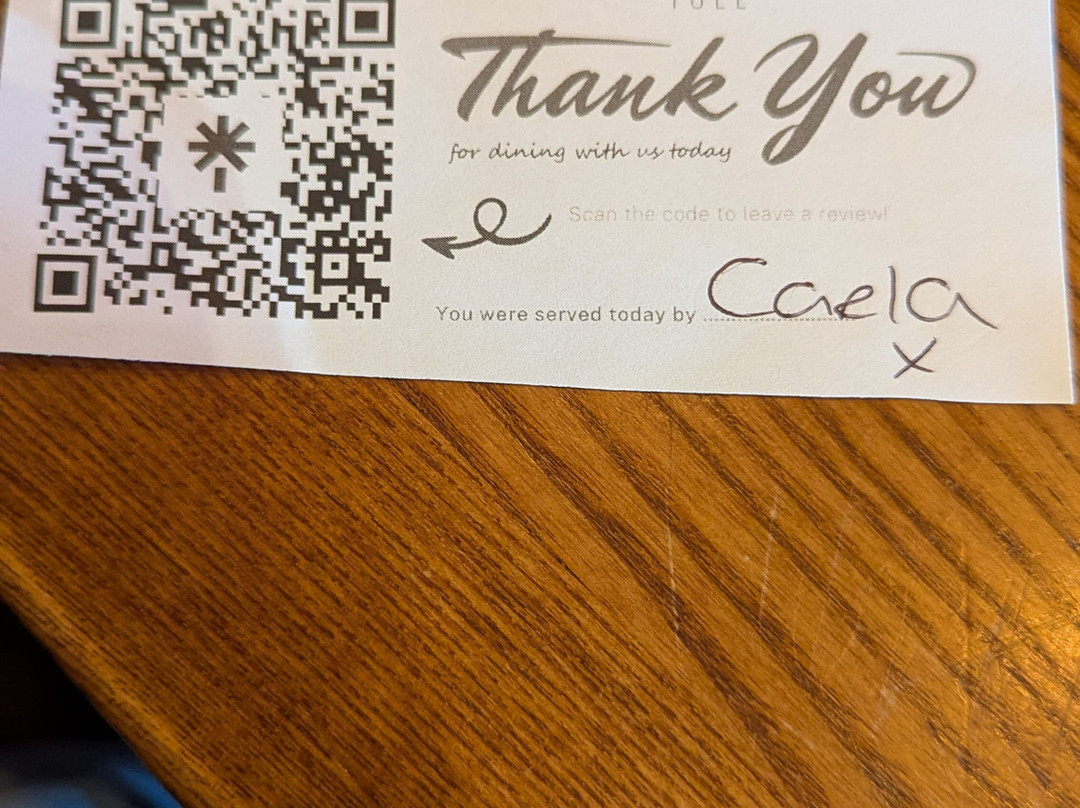 Thank You
for dining with us today
Scan the code to leave a review!
You were served today by Caela
x